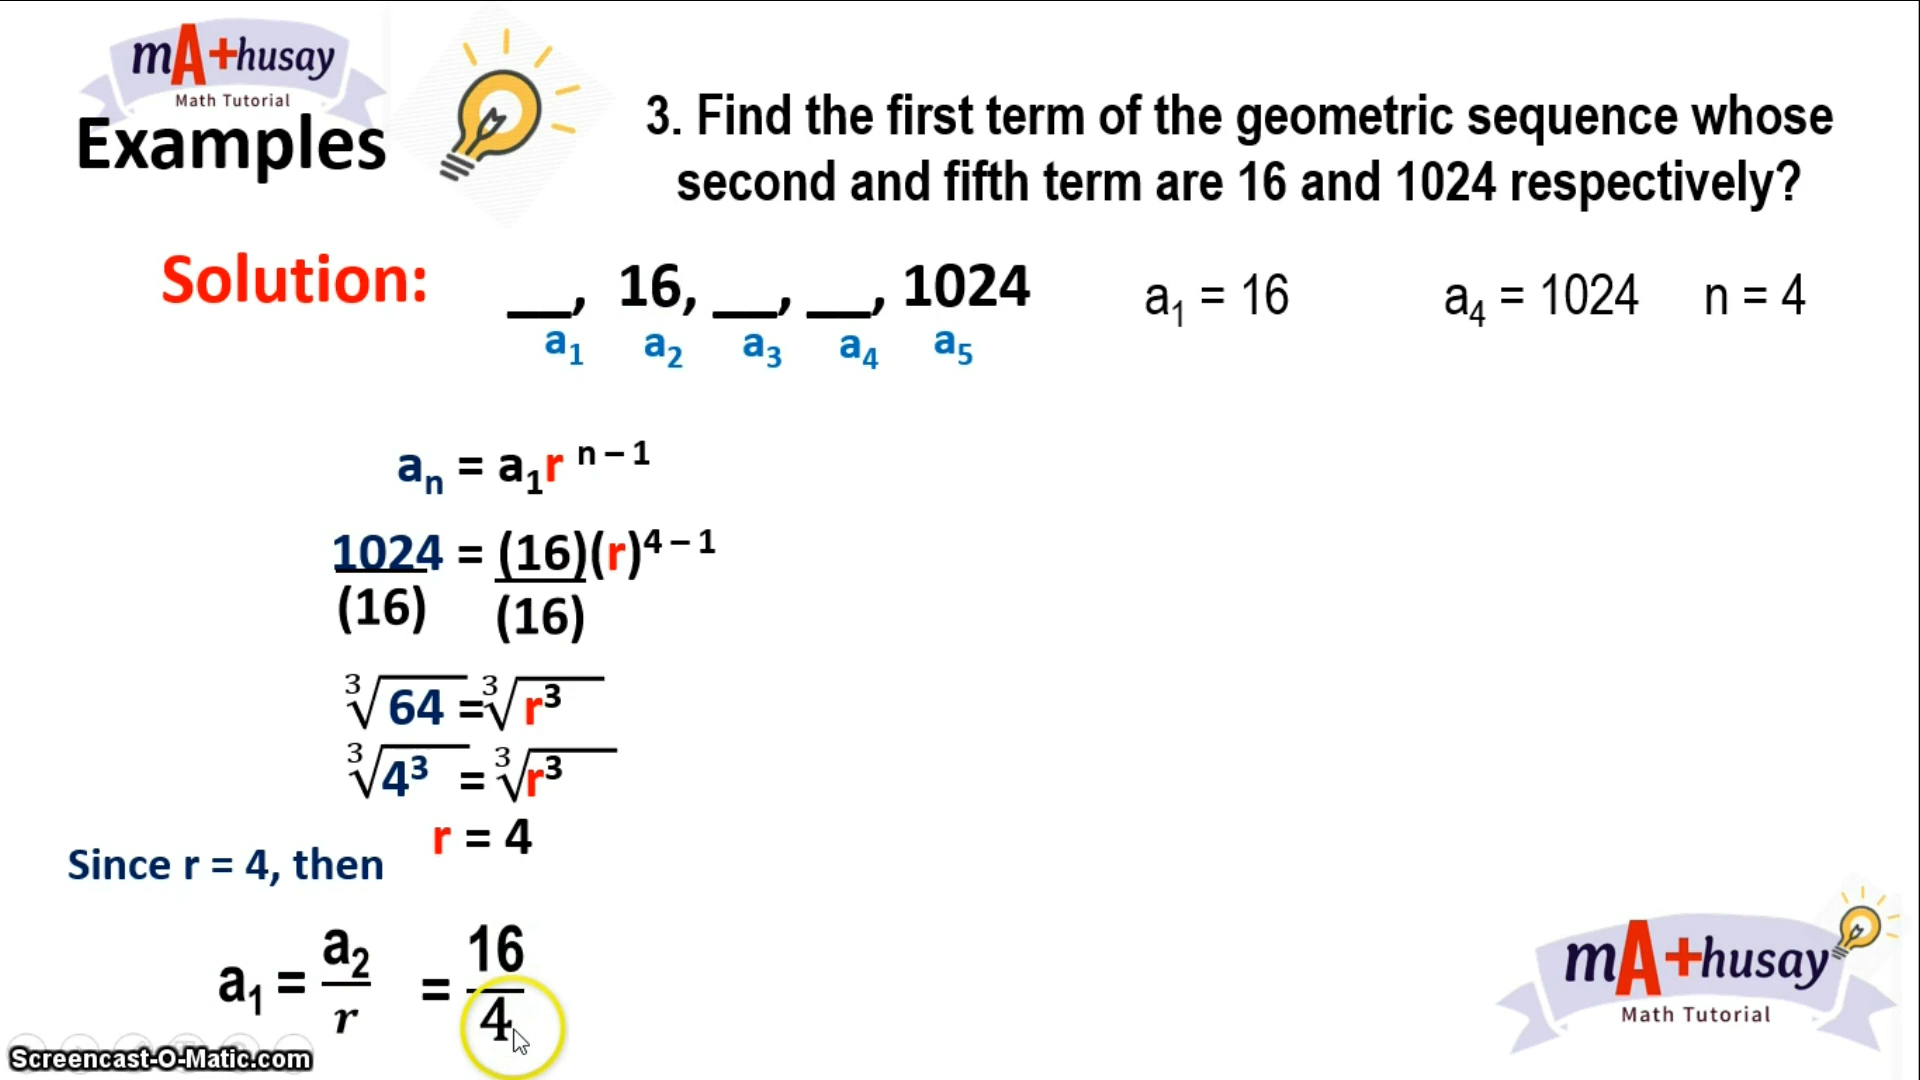 mA+husay
Math Tutorial
Examples
3. Find the first term of the geometric sequence whose
second and fifth term are 16 and 1024 respectively?
Solution: __, 16, __, __, 1024 a₁ = 16 a₄ = 1024 n = 4
a₁ a₂ a₃ a₄ a₅
aₙ = a₁r ⁿ ⁻ ¹
1024 = (16)(r)⁴ ⁻ ¹
(16) (16)
³√64 = ³√r³
³√4³ = ³√r³
r = 4
Since r = 4, then
a₁ = a₂/r = 16/4
mA+husay
Math Tutorial
Screencast-O-Matic.com